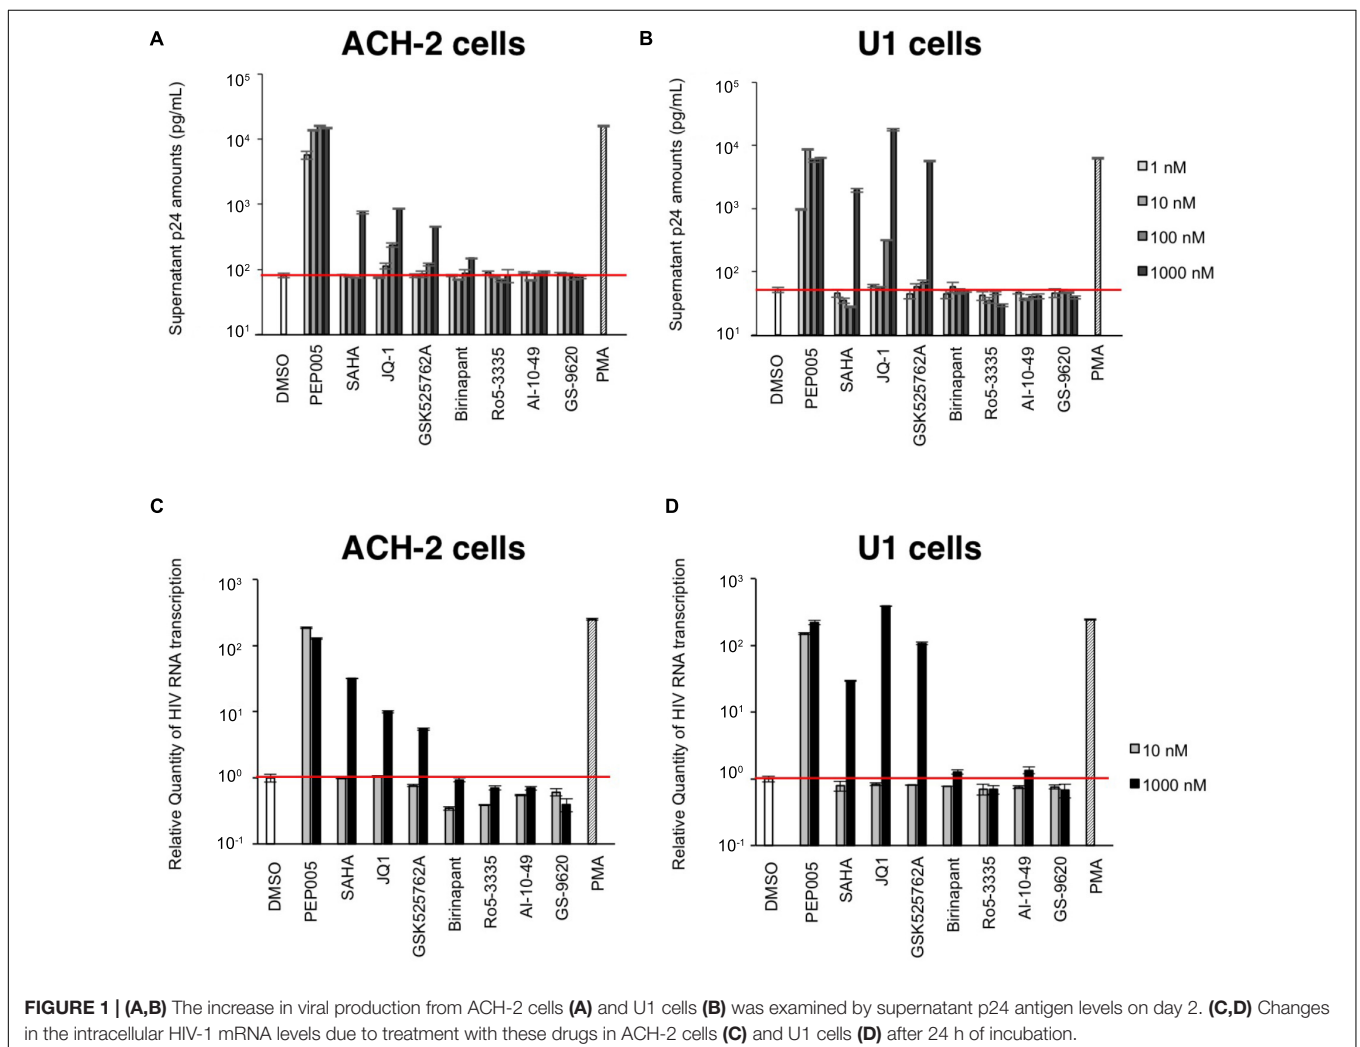 A
ACH-2 cells
Supernatant p24 amounts (pg/mL)
10⁵
10⁴
10³
10²
10¹
DMSO
PEP005
SAHA
JQ-1
GSK525762A
Birinapant
Ro5-3335
AI-10-49
GS-9620
PMA
B
U1 cells
Supernatant p24 amounts (pg/mL)
10⁵
10⁴
10³
10²
10¹
DMSO
PEP005
SAHA
JQ-1
GSK525762A
Birinapant
Ro5-3335
AI-10-49
GS-9620
PMA
1 nM
10 nM
100 nM
1000 nM
C
ACH-2 cells
Relative Quantity of HIV RNA transcription
10³
10²
10¹
10⁰
10⁻¹
DMSO
PEP005
SAHA
JQ1
GSK525762A
Birinapant
Ro5-3335
AI-10-49
GS-9620
PMA
D
U1 cells
Relative Quantity of HIV RNA transcription
10³
10²
10¹
10⁰
10⁻¹
DMSO
PEP005
SAHA
JQ1
GSK525762A
Birinapant
Ro5-3335
AI-10-49
GS-9620
PMA
10 nM
1000 nM
FIGURE 1 | (A,B) The increase in viral production from ACH-2 cells (A) and U1 cells (B) was examined by supernatant p24 antigen levels on day 2. (C,D) Changes
in the intracellular HIV-1 mRNA levels due to treatment with these drugs in ACH-2 cells (C) and U1 cells (D) after 24 h of incubation.